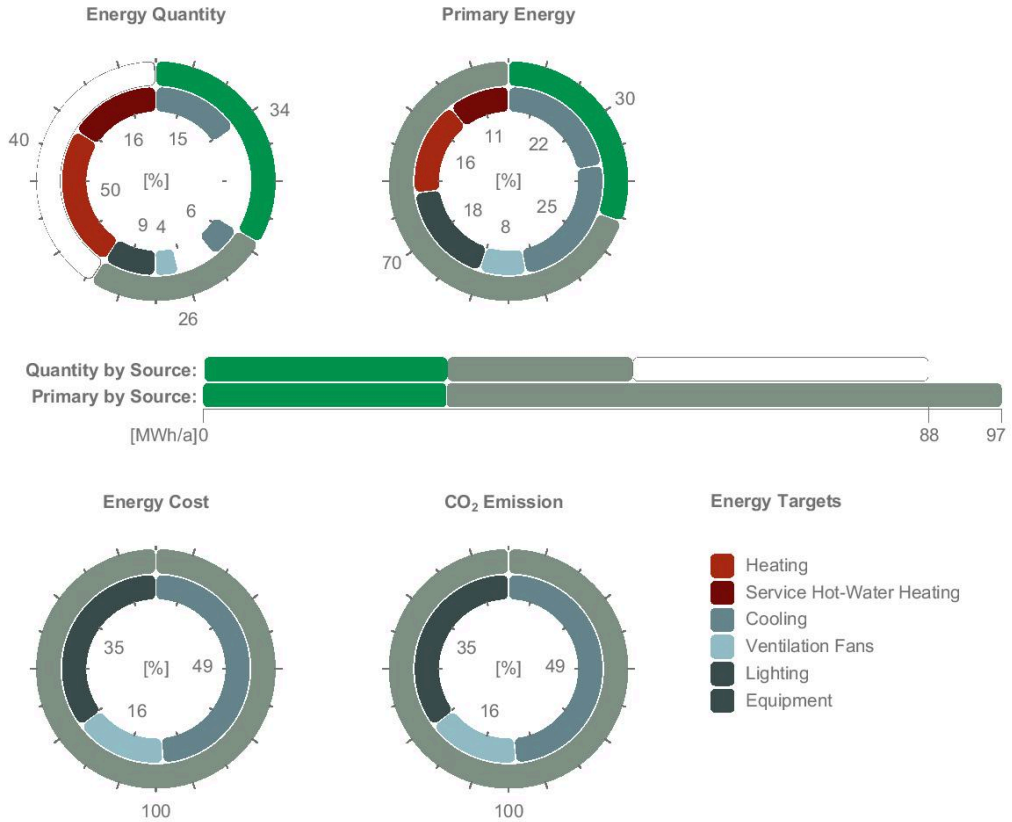 Energy Quantity
Primary Energy
34
40
16
15
[%]
-
50
6
9
4
26
30
11
22
16
[%]
18
25
8
70
Quantity by Source:
Primary by Source:
[MWh/a]0
88
97
Energy Cost
CO₂ Emission
Energy Targets
35
[%]
49
16
100
35
[%]
49
16
100
Heating
Service Hot-Water Heating
Cooling
Ventilation Fans
Lighting
Equipment